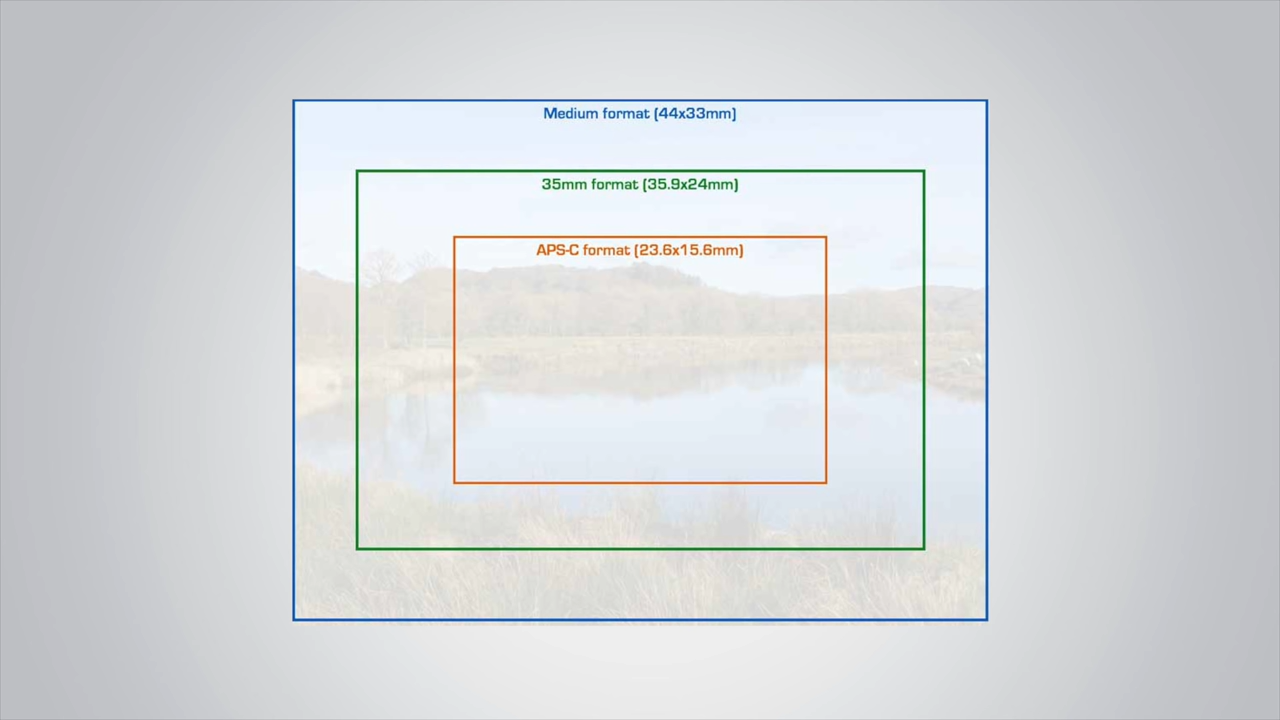 Medium format (44x33mm)
35mm format (35.9x24mm)
APS-C format (23.6x15.6mm)